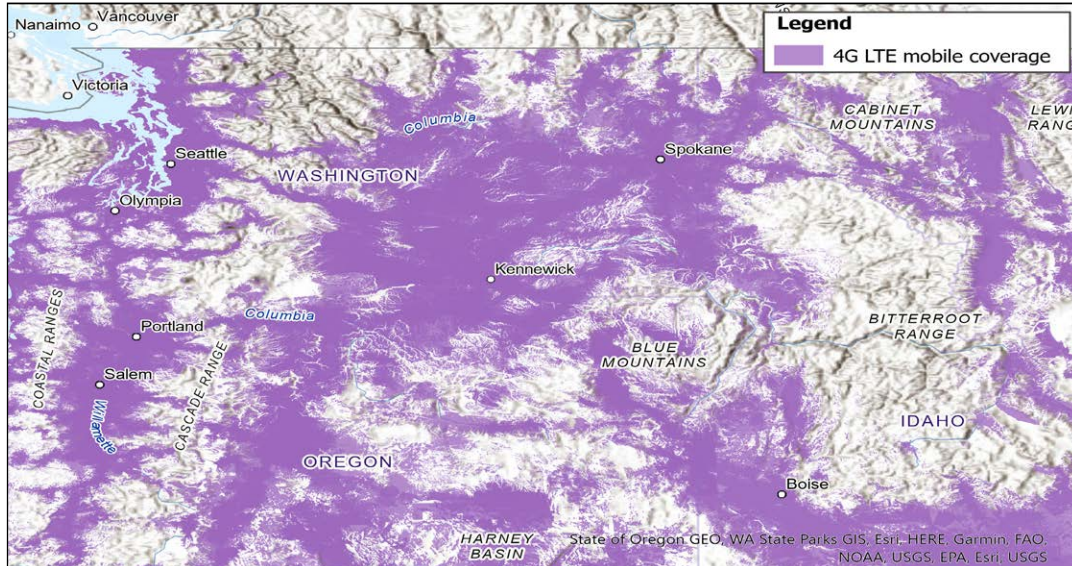 Vancouver
Nanaimo
Legend
4G LTE mobile coverage
Victoria
Columbia
CABINET
MOUNTAINS
LEWI
RANG
Seattle
Spokane
WASHINGTON
Olympia
Kennewick
COASTAL RANGES
Columbia
Portland
BITTERROOT
RANGE
BLUE
MOUNTAINS
CASCADE RANGE
Salem
Willamette
IDAHO
OREGON
Boise
HARNEY
BASIN
State of Oregon GEO, WA State Parks GIS, Esri, HERE, Garmin, FAO,
NOAA, USGS, EPA, Esri, USGS